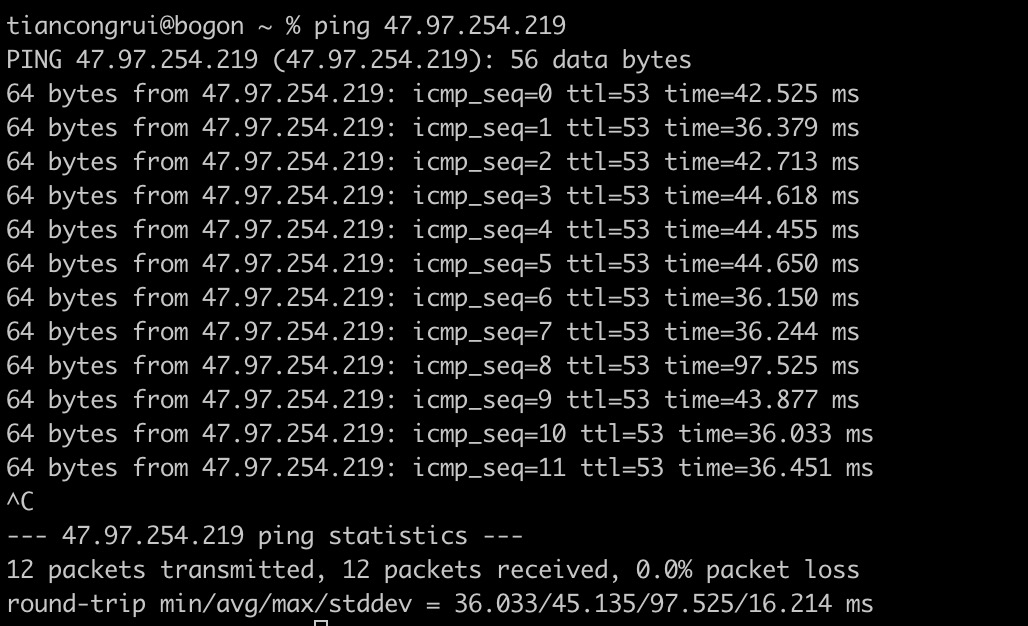 tiancongrui@bogon ~ % ping 47.97.254.219
PING 47.97.254.219 (47.97.254.219): 56 data bytes
64 bytes from 47.97.254.219: icmp_seq=0 ttl=53 time=42.525 ms
64 bytes from 47.97.254.219: icmp_seq=1 ttl=53 time=36.379 ms
64 bytes from 47.97.254.219: icmp_seq=2 ttl=53 time=42.713 ms
64 bytes from 47.97.254.219: icmp_seq=3 ttl=53 time=44.618 ms
64 bytes from 47.97.254.219: icmp_seq=4 ttl=53 time=44.455 ms
64 bytes from 47.97.254.219: icmp_seq=5 ttl=53 time=44.650 ms
64 bytes from 47.97.254.219: icmp_seq=6 ttl=53 time=36.150 ms
64 bytes from 47.97.254.219: icmp_seq=7 ttl=53 time=36.244 ms
64 bytes from 47.97.254.219: icmp_seq=8 ttl=53 time=97.525 ms
64 bytes from 47.97.254.219: icmp_seq=9 ttl=53 time=43.877 ms
64 bytes from 47.97.254.219: icmp_seq=10 ttl=53 time=36.033 ms
64 bytes from 47.97.254.219: icmp_seq=11 ttl=53 time=36.451 ms
^C
--- 47.97.254.219 ping statistics ---
12 packets transmitted, 12 packets received, 0.0% packet loss
round-trip min/avg/max/stddev = 36.033/45.135/97.525/16.214 ms